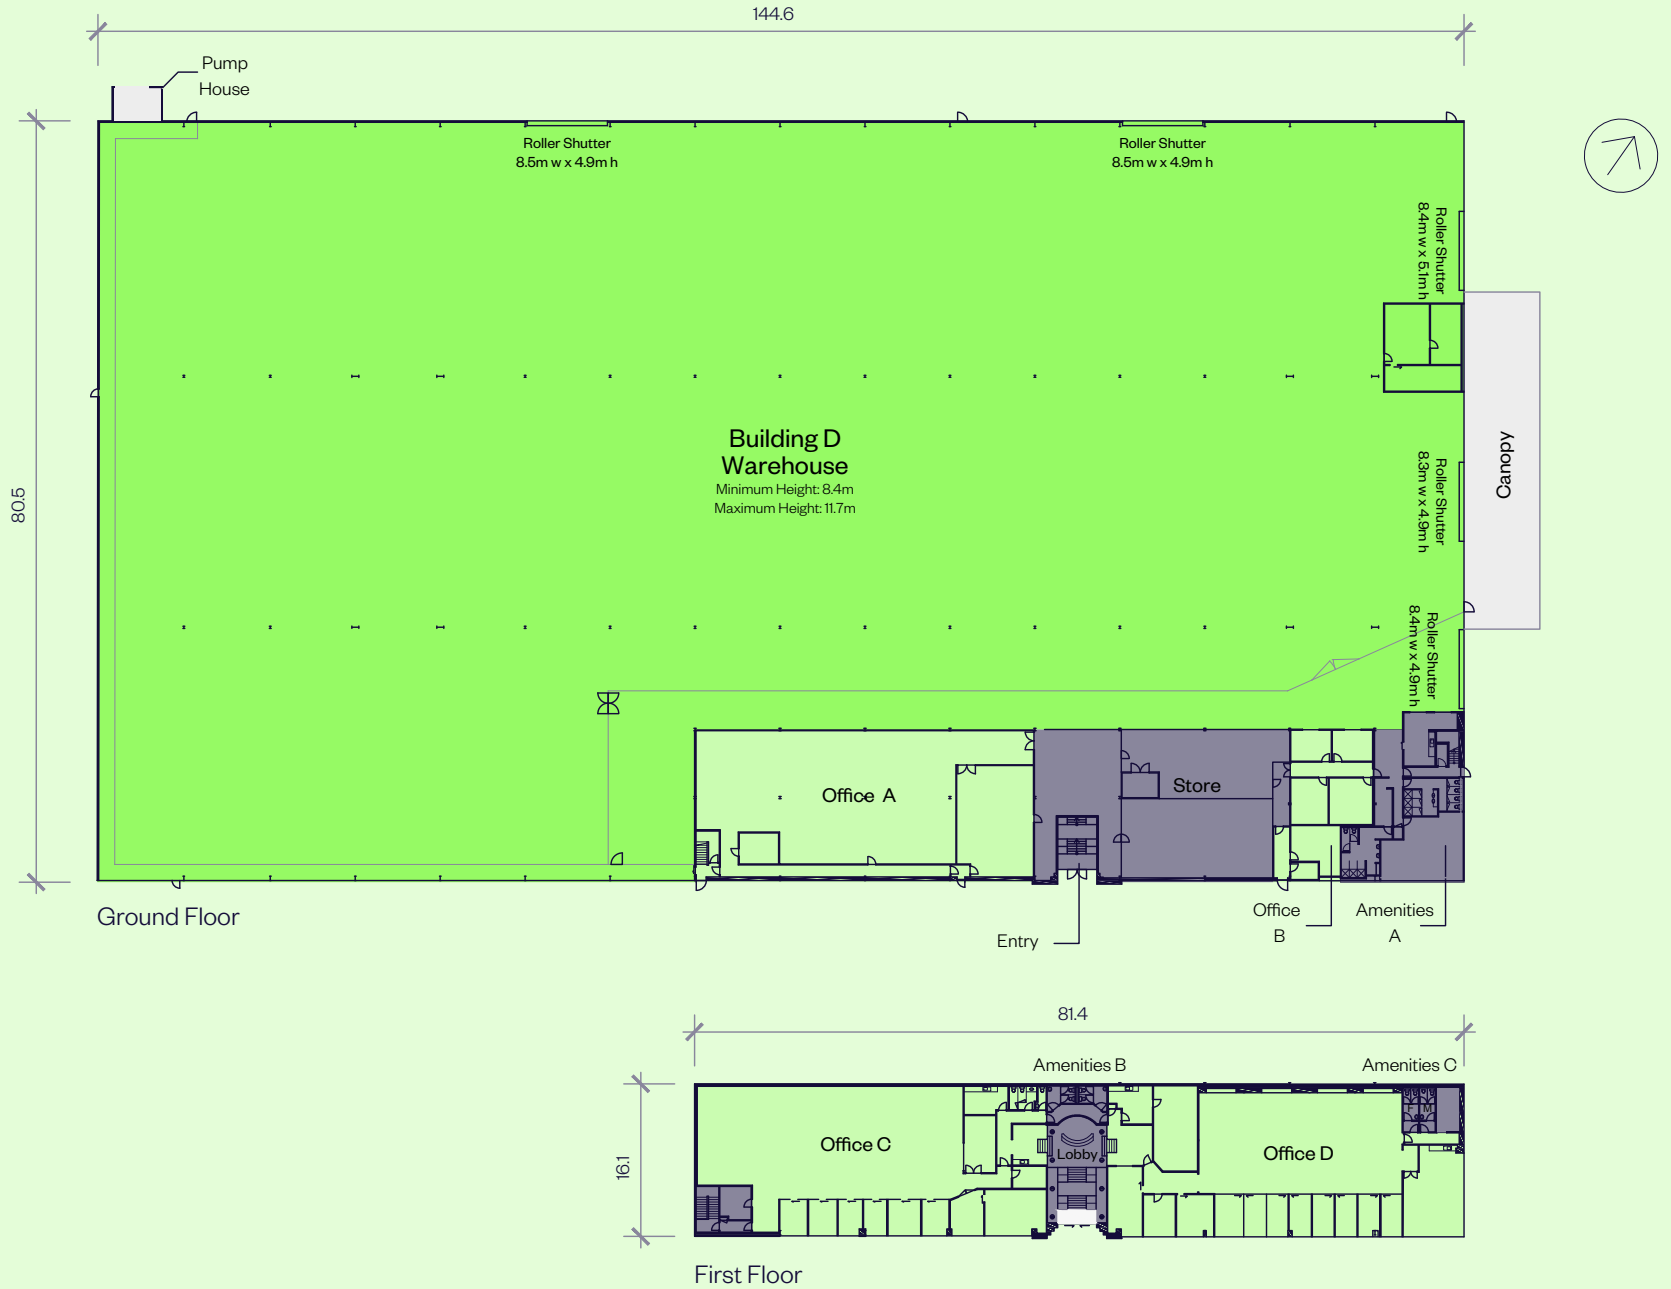 144.6
Pump
House
Roller Shutter
8.5m w x 4.9m h
Roller Shutter
8.5m w x 4.9m h
Roller Shutter
8.4m w x 5.1m h
80.5
Building D
Warehouse
Minimum Height: 8.4m
Maximum Height: 11.7m
Roller Shutter
8.3m w x 4.9m h
Canopy
Roller Shutter
8.4m w x 4.9m h
Office A
Store
Office
B
Amenities
A
Entry
Ground Floor
81.4
Amenities B
Amenities C
16.1
F M
Office C
Lobby
Office D
First Floor